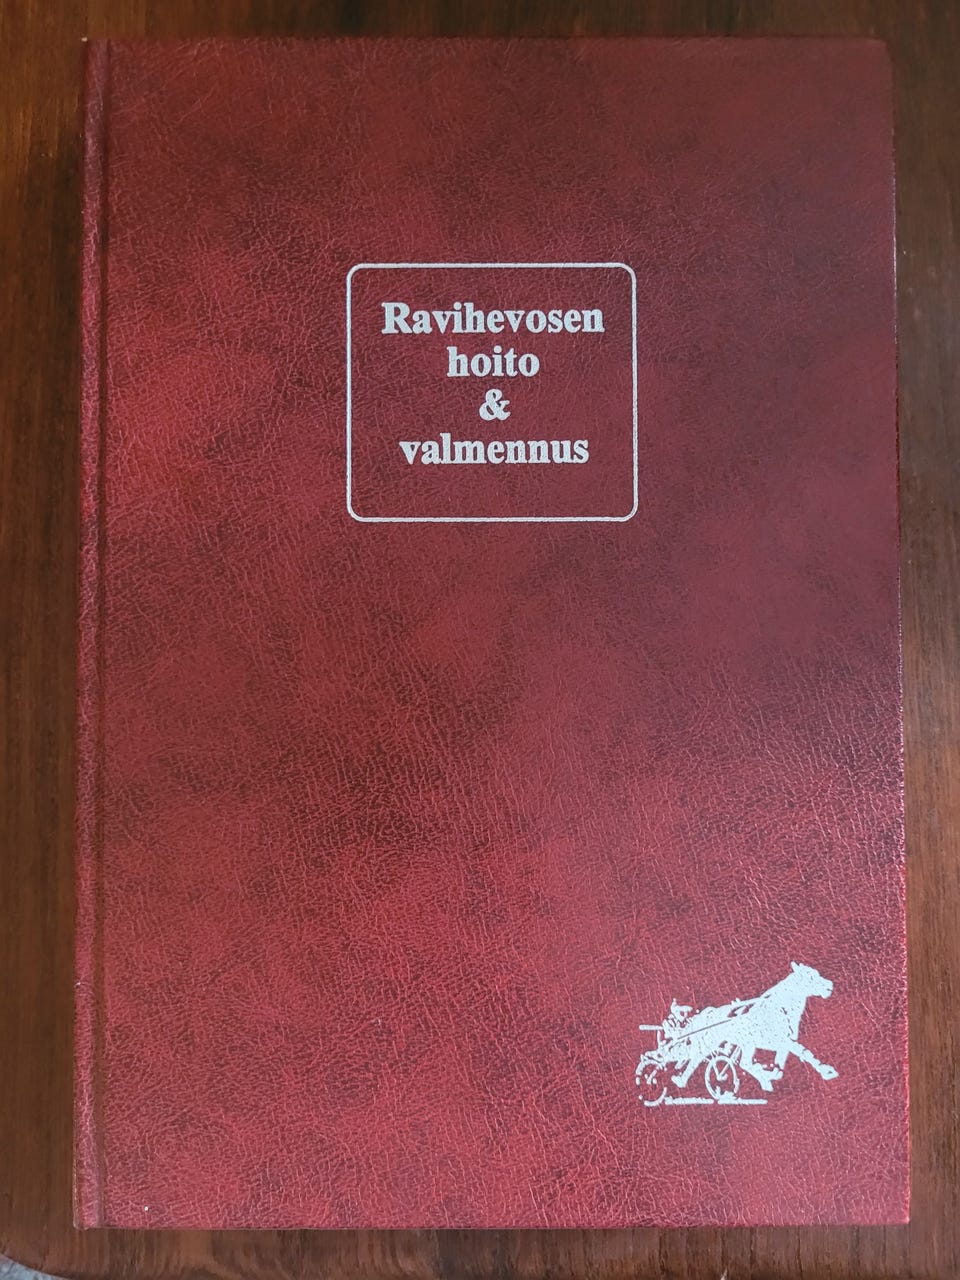 Ravihevosen
hoito
&
valmennus